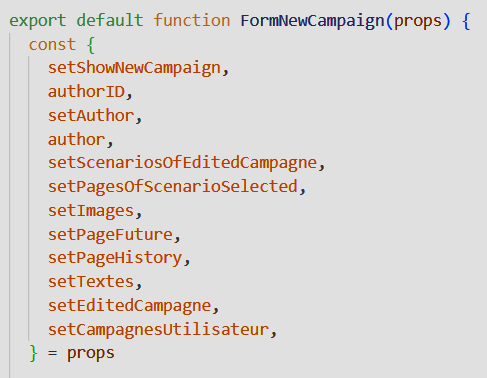 export default function FormNewCampaign(props) {
const {
setShowNewCampaign,
authorID,
setAuthor,
author,
setScenariosOfEditedCampagne,
setPagesOfScenarioSelected,
setImages,
setPageFuture,
setPageHistory,
setTextes,
setEditedCampagne,
setCampagnesUtilisateur,
} = props